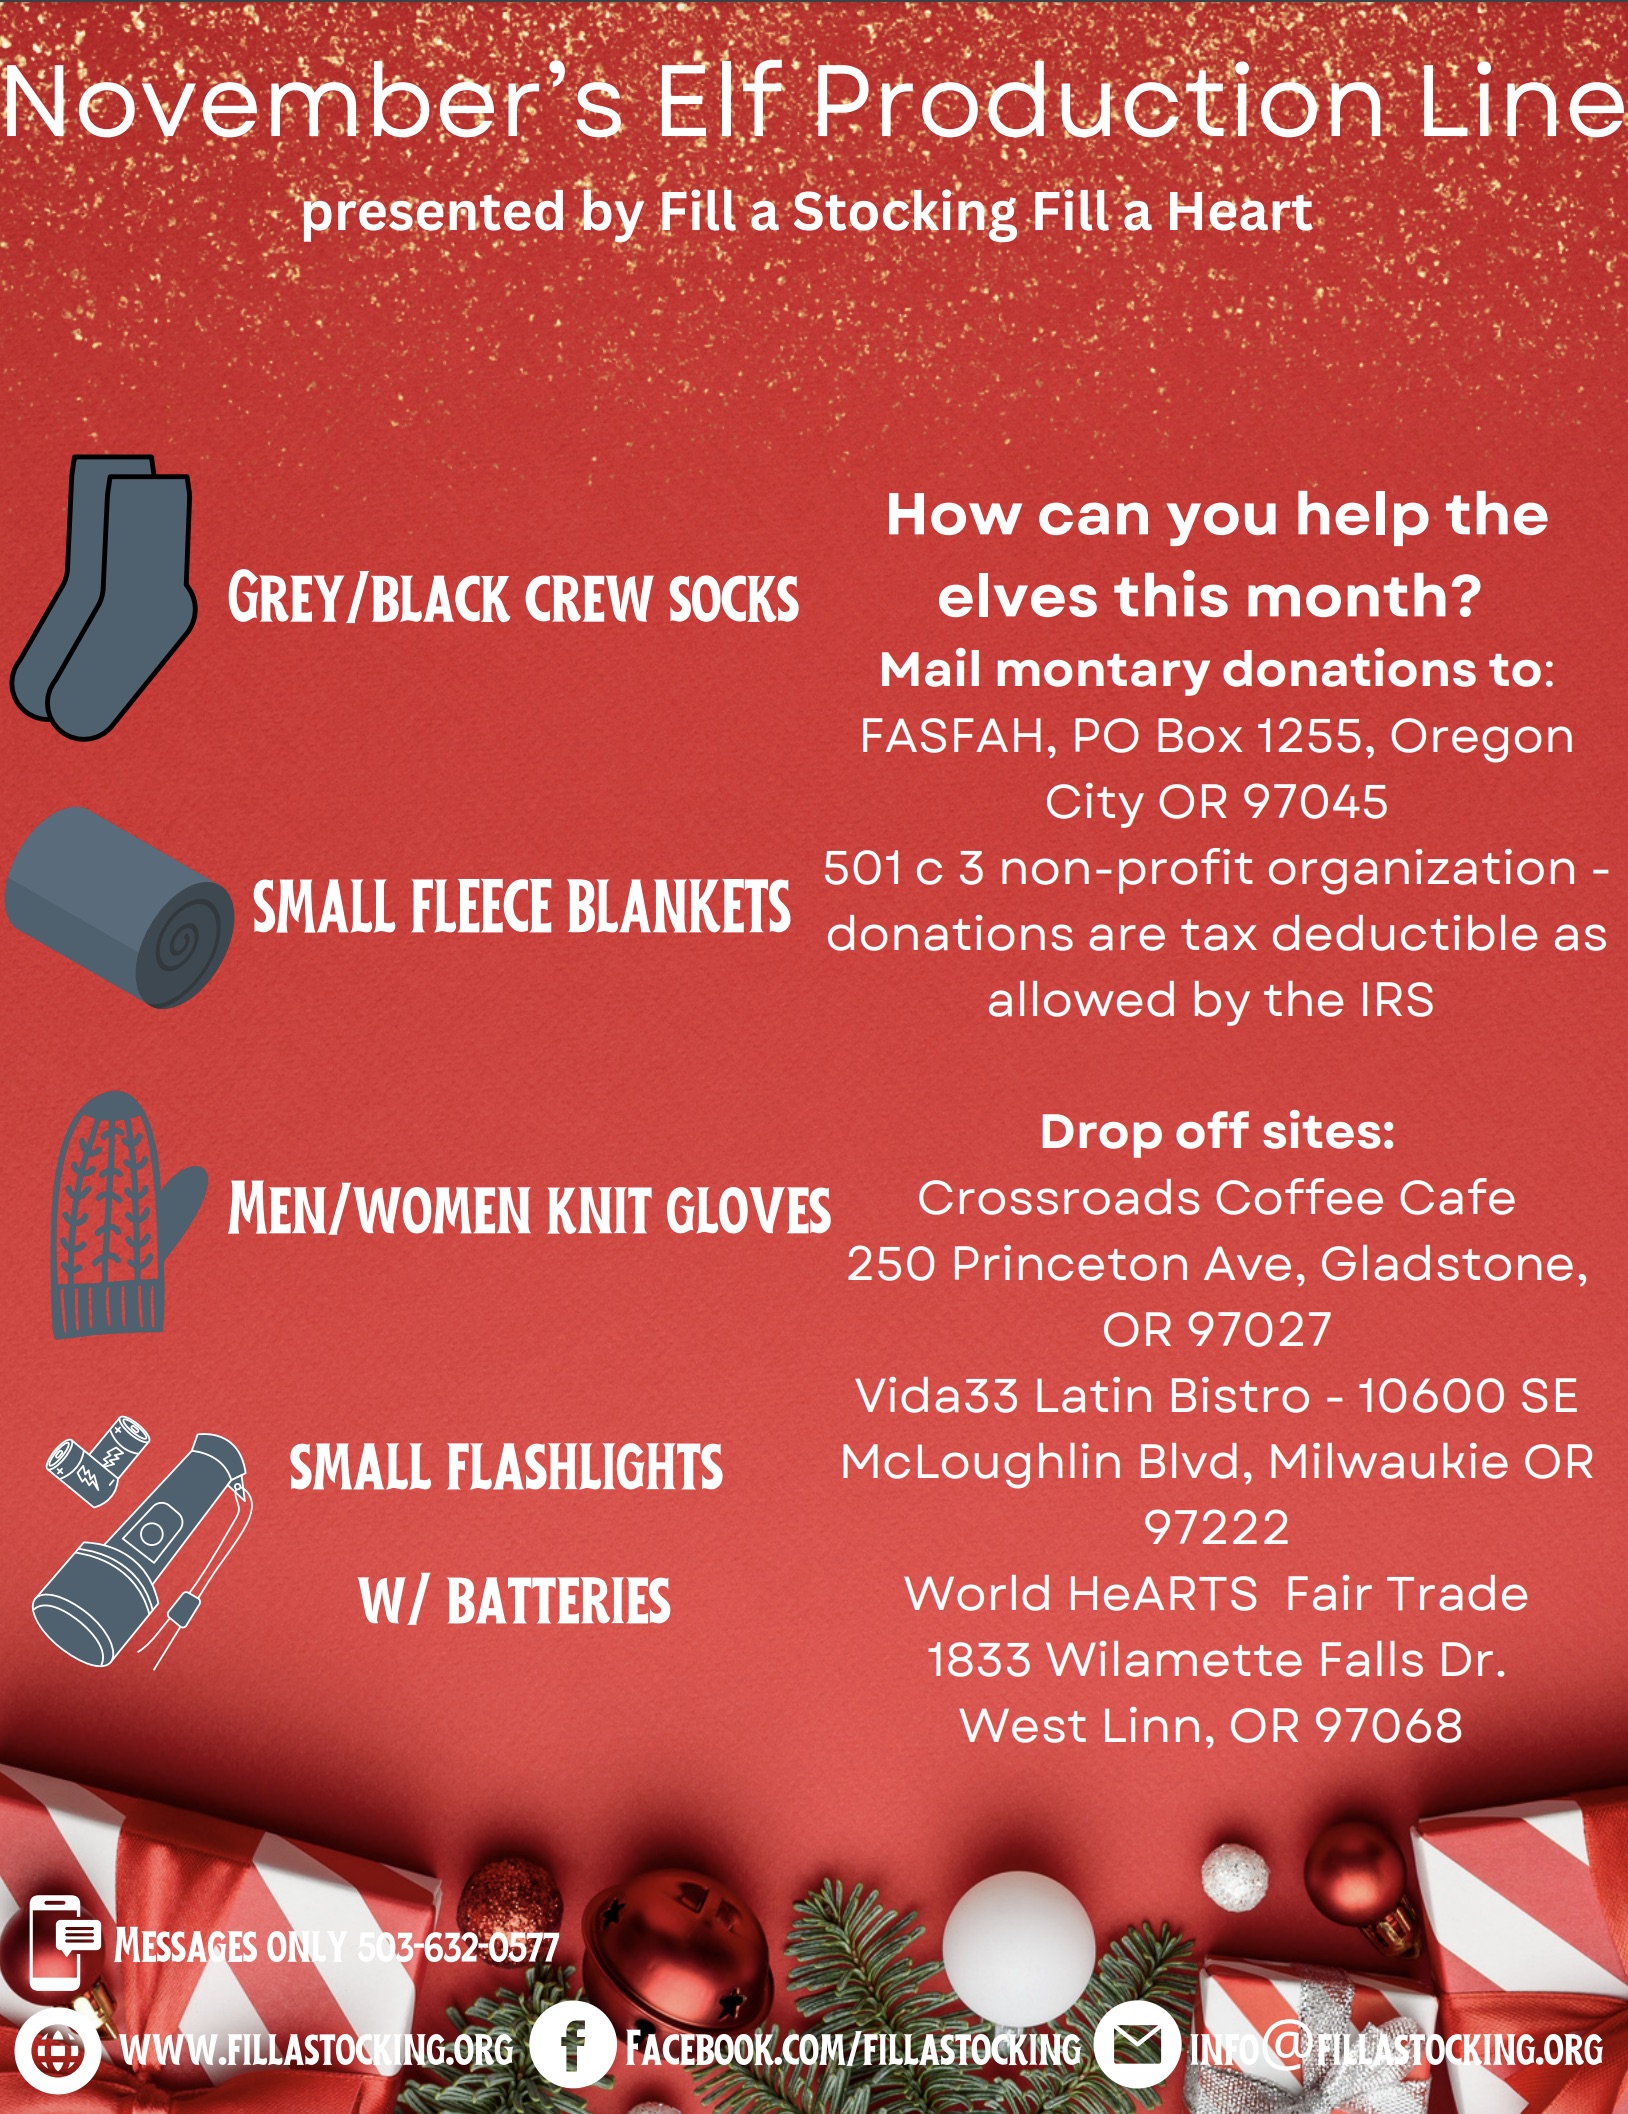 November's Elf Production Line
presented by Fill a Stocking Fill a Heart
Grey/black crew socks
small fleece blankets
Men/women knit gloves
small flashlights
w/ batteries
How can you help the
elves this month?
Mail montary donations to:
FASFAH, PO Box 1255, Oregon
City OR 97045
501 c 3 non-profit organization -
donations are tax deductible as
allowed by the IRS
Drop off sites:
Crossroads Coffee Cafe
250 Princeton Ave, Gladstone,
OR 97027
Vida33 Latin Bistro - 10600 SE
McLoughlin Blvd, Milwaukie OR
97222
World HeARTS Fair Trade
1833 Wilamette Falls Dr.
West Linn, OR 97068
Messages only 503-632-0577
www.fillastocking.org
Facebook.com/fillastocking
info@fillastocking.org